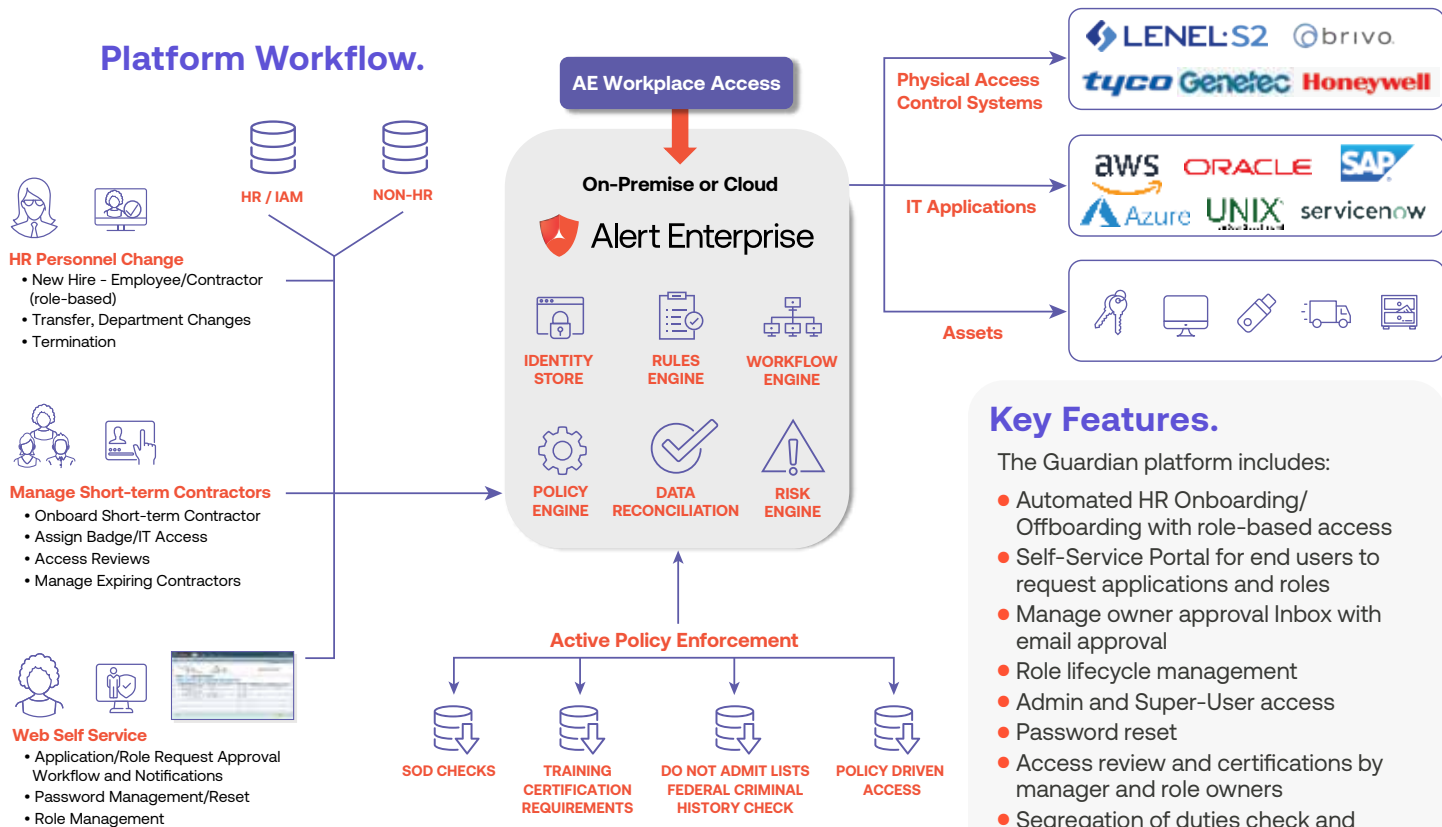 Platform Workflow.
HR / IAM
NON-HR
HR Personnel Change
• New Hire - Employee/Contractor
(role-based)
• Transfer, Department Changes
• Termination
Manage Short-term Contractors
• Onboard Short-term Contractor
• Assign Badge/IT Access
• Access Reviews
• Manage Expiring Contractors
Web Self Service
• Application/Role Request Approval
Workflow and Notifications
• Password Management/Reset
• Role Management
AE Workplace Access
On-Premise or Cloud
Alert Enterprise
IDENTITY
STORE
RULES
ENGINE
WORKFLOW
ENGINE
POLICY
ENGINE
DATA
RECONCILIATION
RISK
ENGINE
Active Policy Enforcement
SOD CHECKS
TRAINING
CERTIFICATION
REQUIREMENTS
DO NOT ADMIT LISTS
FEDERAL CRIMINAL
HISTORY CHECK
POLICY DRIVEN
ACCESS
Physical Access
Control Systems
LENEL·S2 brivo
tyco Genetec Honeywell
IT Applications
aws ORACLE SAP
Azure UNIX servicenow
Assets
Key Features.
The Guardian platform includes:
• Automated HR Onboarding/
Offboarding with role-based access
• Self-Service Portal for end users to
request applications and roles
• Manage owner approval Inbox with
email approval
• Role lifecycle management
• Admin and Super-User access
• Password reset
• Access review and certifications by
manager and role owners
• Segregation of duties check and